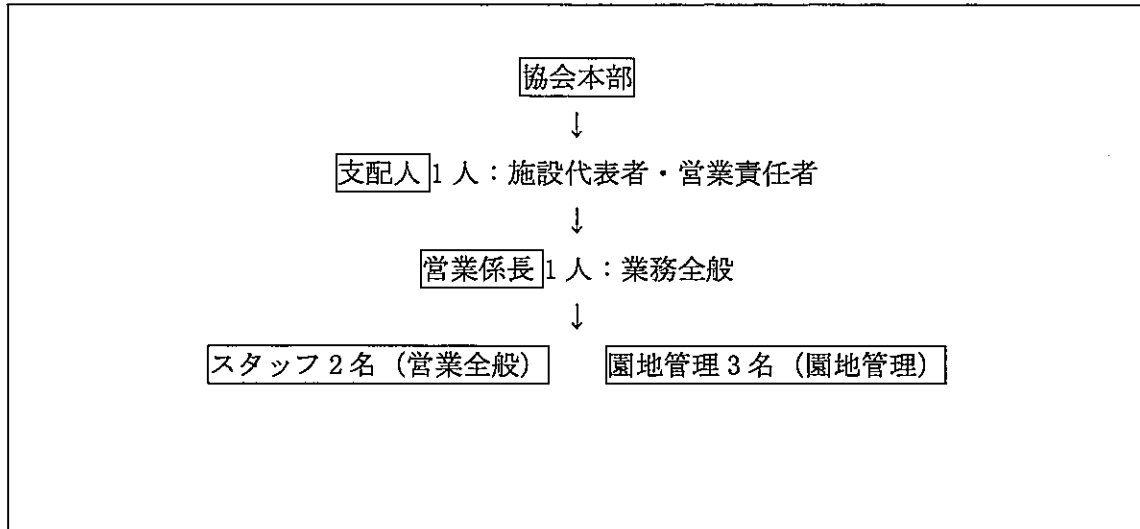 協会本部
↓
支配人 1人：施設代表者・営業責任者
↓
営業係長 1人：業務全般
↓
スタッフ2名（営業全般） 園地管理3名（園地管理）